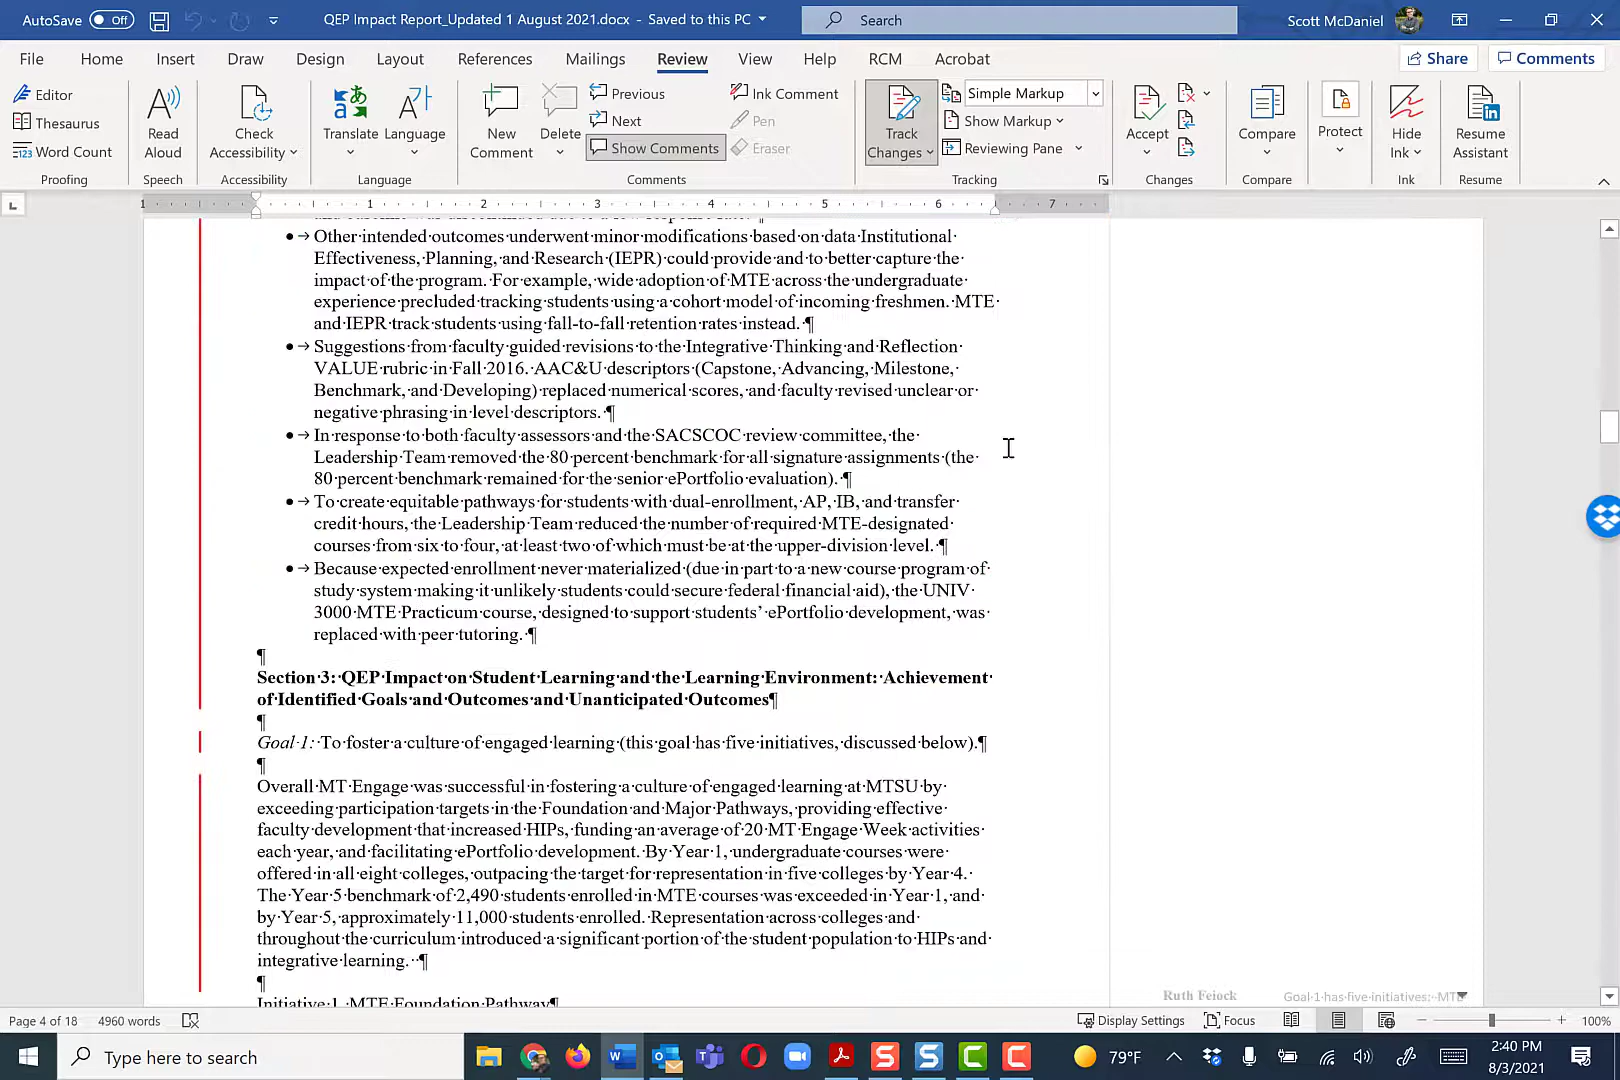 AutoSave Off QEP Impact Report_Updated 1 August 2021.docx - Saved to this PC Search Scott McDaniel
File Home Insert Draw Design Layout References Mailings Review View Help RCM Acrobat Share Comments
Editor
Thesaurus
Word Count
Proofing
Read Aloud
Speech
Check Accessibility
Accessibility
Translate
Language
Language
New Comment
Delete
Previous
Next
Show Comments
Ink Comment
Pen
Eraser
Comments
Track Changes
Simple Markup
Show Markup
Reviewing Pane
Tracking
Accept
Changes
Compare
Compare
Protect
Hide Ink
Ink
Resume Assistant
Resume
1 1 2 3 4 5 6 7
Other intended outcomes underwent minor modifications based on data Institutional
Effectiveness, Planning, and Research (IEPR) could provide and to better capture the
impact of the program. For example, wide adoption of MTE across the undergraduate
experience precluded tracking students using a cohort model of incoming freshmen. MTE
and IEPR track students using fall-to-fall retention rates instead. ¶
Suggestions from faculty guided revisions to the Integrative Thinking and Reflection
VALUE rubric in Fall 2016. AAC&U descriptors (Capstone, Advancing, Milestone,
Benchmark, and Developing) replaced numerical scores, and faculty revised unclear or
negative phrasing in level descriptors. ¶
In response to both faculty assessors and the SACSCOC review committee, the
Leadership Team removed the 80 percent benchmark for all signature assignments (the
80 percent benchmark remained for the senior ePortfolio evaluation). ¶
To create equitable pathways for students with dual-enrollment, AP, IB, and transfer
credit hours, the Leadership Team reduced the number of required MTE-designated
courses from six to four, at least two of which must be at the upper-division level. ¶
Because expected enrollment never materialized (due in part to a new course program of
study system making it unlikely students could secure federal financial aid), the UNIV
3000 MTE Practicum course, designed to support students’ ePortfolio development, was
replaced with peer tutoring. ¶
¶
Section 3: QEP Impact on Student Learning and the Learning Environment: Achievement
of Identified Goals and Outcomes and Unanticipated Outcomes¶
¶
Goal 1: To foster a culture of engaged learning (this goal has five initiatives, discussed below).¶
¶
Overall MT Engage was successful in fostering a culture of engaged learning at MTSU by
exceeding participation targets in the Foundation and Major Pathways, providing effective
faculty development that increased HIPs, funding an average of 20 MT Engage Week activities
each year, and facilitating ePortfolio development. By Year 1, undergraduate courses were
offered in all eight colleges, outpacing the target for representation in five colleges by Year 4.
The Year 5 benchmark of 2,490 students enrolled in MTE courses was exceeded in Year 1, and
by Year 5, approximately 11,000 students enrolled. Representation across colleges and
throughout the curriculum introduced a significant portion of the student population to HIPs and
integrative learning. ¶
¶
Initiative 1. MTE Foundation Pathway¶
Ruth Feiock Goal 1 has five initiatives; MTE
Page 4 of 18 4960 words Display Settings Focus 100%
Type here to search 79°F 2:40 PM
8/3/2021